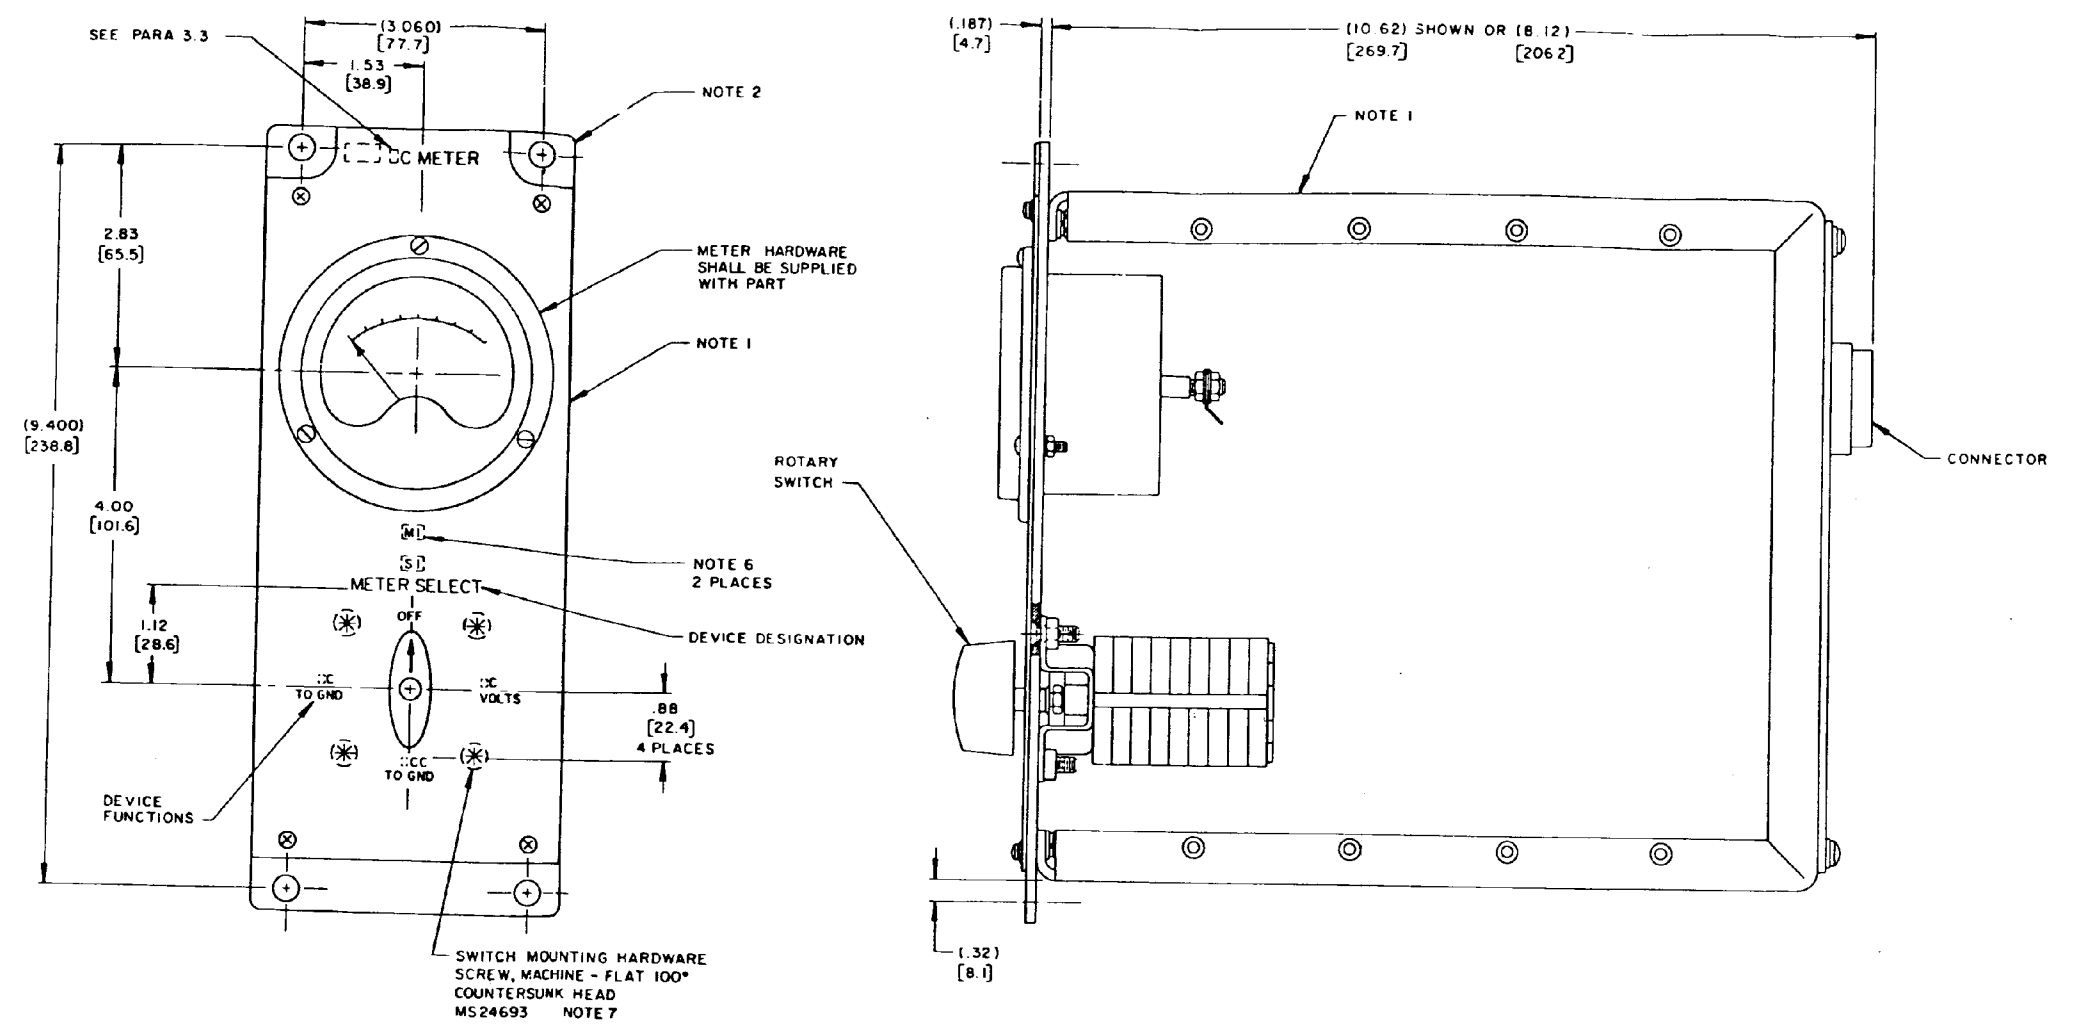 SEE PARA 3.3
(3.060)
[77.7]
1.53
[38.9]
NOTE 2
C METER
2.83
[65.5]
METER HARDWARE
SHALL BE SUPPLIED
WITH PART
NOTE 1
(9.400)
[238.8]
4.00
[101.6]
M1
S1
NOTE 6
2 PLACES
METER SELECT
OFF
1.12
[28.6]
DEVICE DESIGNATION
C
TO GND
C
VOLTS
.88
[22.4]
4 PLACES
CC
TO GND
DEVICE
FUNCTIONS
SWITCH MOUNTING HARDWARE
SCREW, MACHINE - FLAT 100°
COUNTERSUNK HEAD
MS24693 NOTE 7
(.187)
[4.7]
(10.62) SHOWN OR (8.12)
[269.7] [206.2]
NOTE 1
ROTARY
SWITCH
CONNECTOR
(.32)
[8.1]